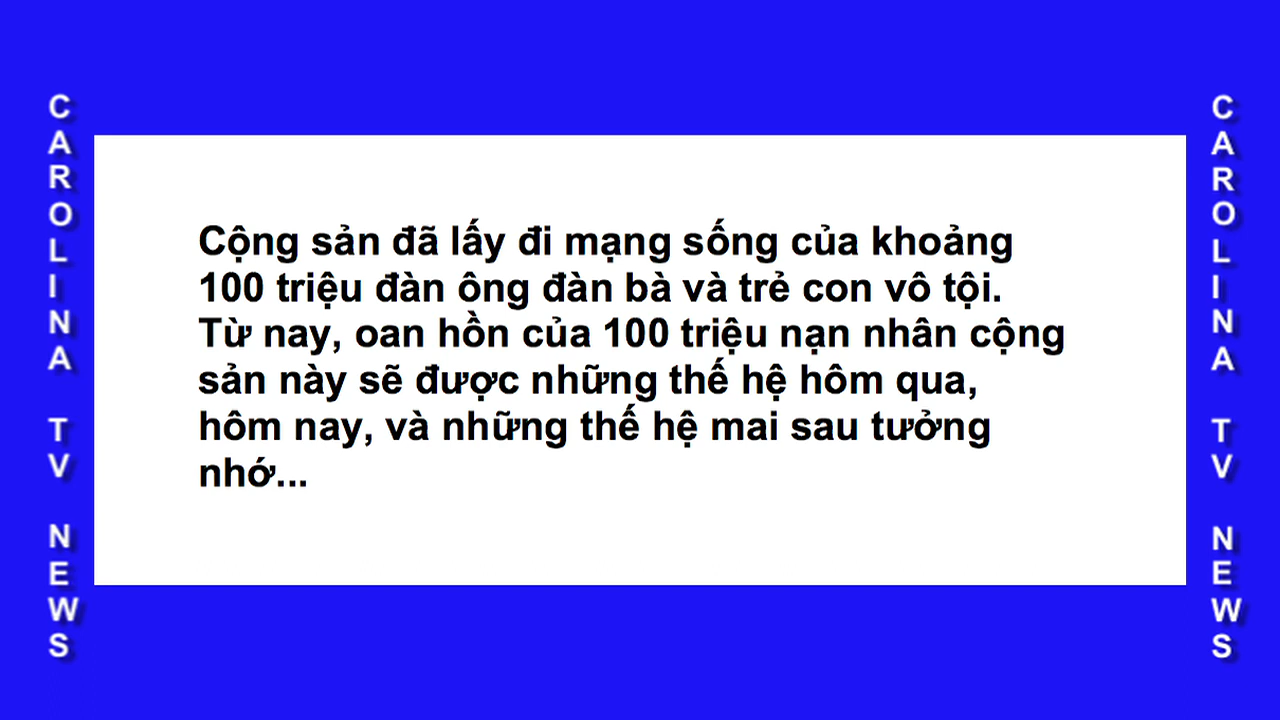 CAROLINA TV NEWS
Cộng sản đã lấy đi mạng sống của khoảng
100 triệu đàn ông đàn bà và trẻ con vô tội.
Từ nay, oan hồn của 100 triệu nạn nhân cộng
sản này sẽ được những thế hệ hôm qua,
hôm nay, và những thế hệ mai sau tưởng
nhớ...
CAROLINA TV NEWS